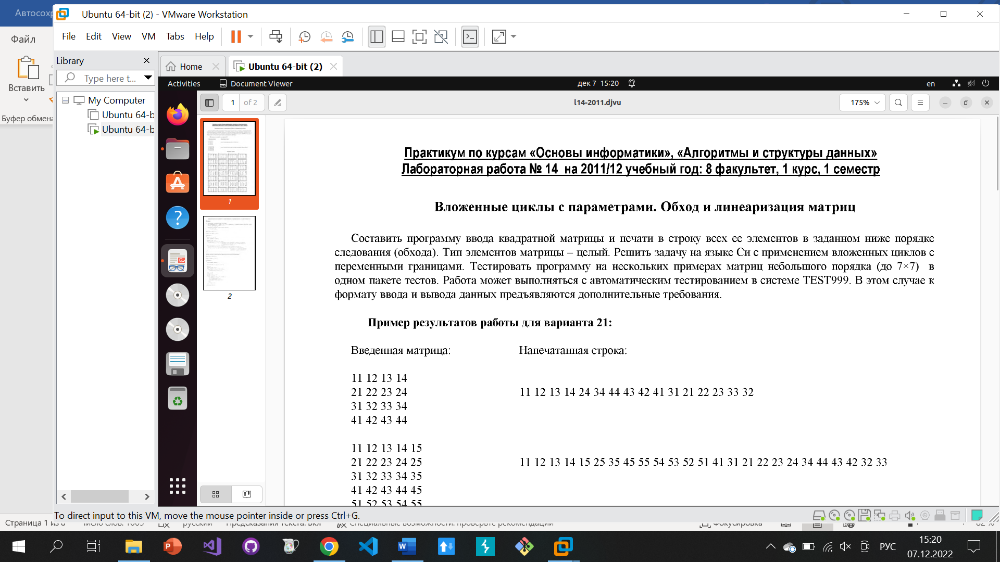 Автосох
Ubuntu 64-bit (2) - VMware Workstation
Файл
File Edit View VM Tabs Help
Library
Home
Ubuntu 64-bit (2)
Type here t...
Вставить
My Computer
Ubuntu 64-b
Ubuntu 64-b
Буфер обмена
Activities Document Viewer дек 7 15:20 en
1 of 2 l14-2011.djvu 175%
1
2
Практикум по курсам «Основы информатики», «Алгоритмы и структуры данных»
Лабораторная работа № 14 на 2011/12 учебный год: 8 факультет, 1 курс, 1 семестр
Вложенные циклы с параметрами. Обход и линеаризация матриц
Составить программу ввода квадратной матрицы и печати в строку всех ее элементов в заданном ниже порядке
следования (обхода). Тип элементов матрицы – целый. Решить задачу на языке Си с применением вложенных циклов с
переменными границами. Тестировать программу на нескольких примерах матриц небольшого порядка (до 7×7) в
одном пакете тестов. Работа может выполняться с автоматическим тестированием в системе TEST999. В этом случае к
формату ввода и вывода данных предъявляются дополнительные требования.
Пример результатов работы для варианта 21:
Введенная матрица: Напечатанная строка:
11 12 13 14
21 22 23 24 11 12 13 14 24 34 44 43 42 41 31 21 22 23 33 32
31 32 33 34
41 42 43 44
11 12 13 14 15
21 22 23 24 25 11 12 13 14 15 25 35 45 55 54 53 52 51 41 31 21 22 23 24 34 44 43 42 32 33
31 32 33 34 35
41 42 43 44 45
51 52 53 54 55
To direct input to this VM, move the mouse pointer inside or press Ctrl+G.
Страница 1 из 8 Число слов: 1009 русский Предсказания текста: вкл Специальные возможности: проверьте рекомендации Фокусировка 82 %
РУС
15:20
07.12.2022